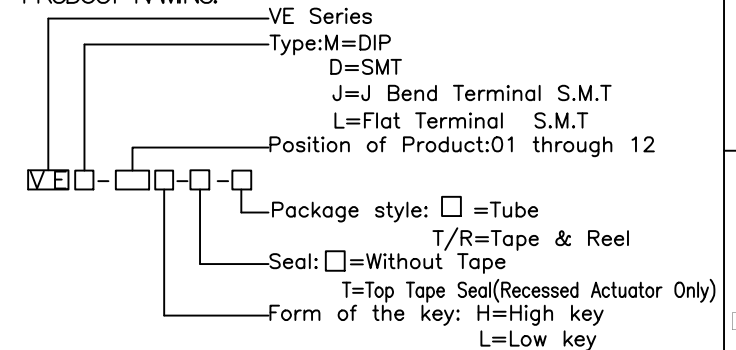 VE Series
Type:M=DIP
D=SMT
J=J Bend Terminal S.M.T
L=Flat Terminal S.M.T
Position of Product:01 through 12
VE□-□□-□-□
Package style: □ =Tube
T/R=Tape & Reel
Seal:□=Without Tape
T=Top Tape Seal(Recessed Actuator Only)
Form of the key: H=High key
L=Low key